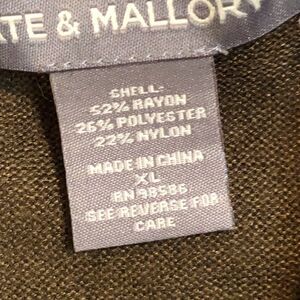 ATE & MALLORY
SHELL:
52% RAYON
26% POLYESTER
22% NYLON
MADE IN CHINA
XL
RN 98586
SEE REVERSE FOR
CARE